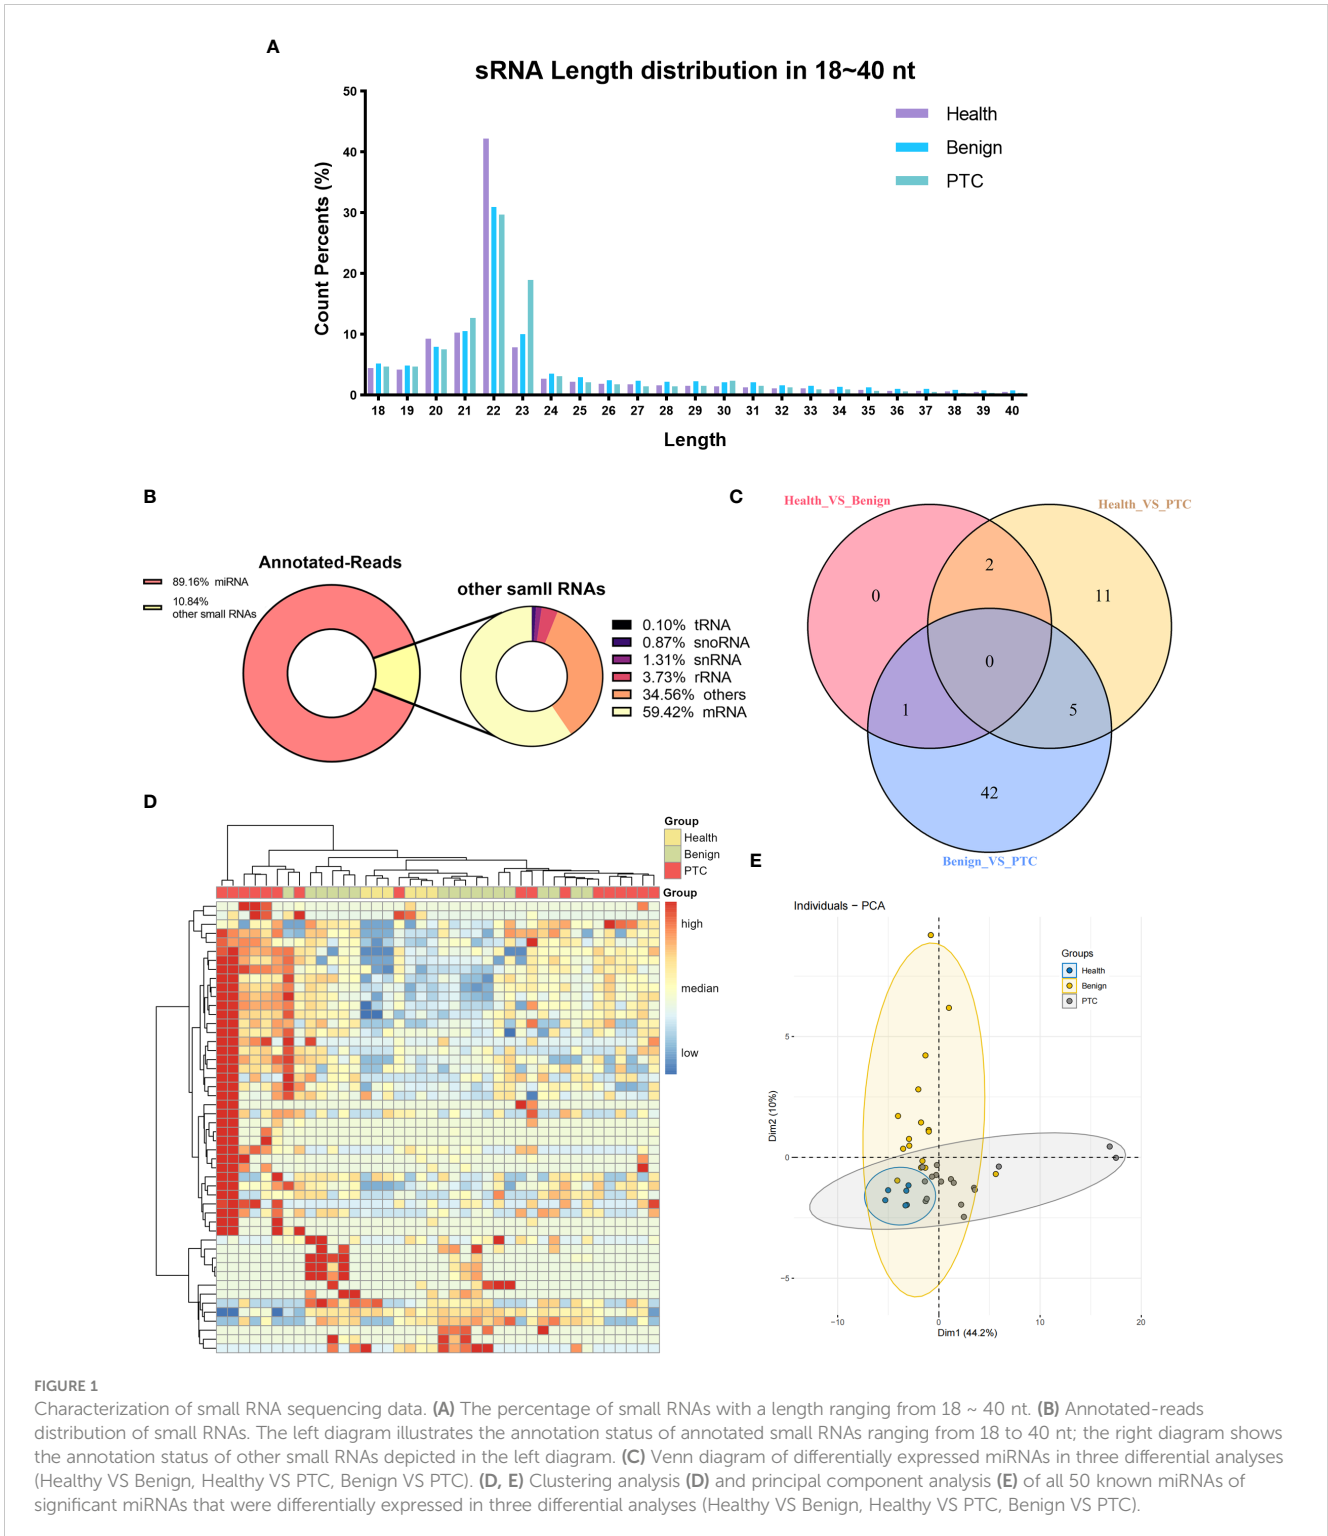 A
sRNA Length distribution in 18~40 nt
50
40
30
20
10
0
Count Percents (%)
Health
Benign
PTC
18 19 20 21 22 23 24 25 26 27 28 29 30 31 32 33 34 35 36 37 38 39 40
Length
B
Annotated-Reads
89.16% miRNA
10.84%
other small RNAs
other samll RNAs
0.10% tRNA
0.87% snoRNA
1.31% snRNA
3.73% rRNA
34.56% others
59.42% mRNA
C
Health_VS_Benign
Health_VS_PTC
2
0
11
0
1
5
42
Benign_VS_PTC
D
Group
Health
Benign
PTC
Group
high
median
low
E
Individuals − PCA
Groups
Health
Benign
PTC
Dim2 (10%)
5
0
−5
−10 0 10 20
Dim1 (44.2%)
FIGURE 1
Characterization of small RNA sequencing data. (A) The percentage of small RNAs with a length ranging from 18 ~ 40 nt. (B) Annotated-reads
distribution of small RNAs. The left diagram illustrates the annotation status of annotated small RNAs ranging from 18 to 40 nt; the right diagram shows
the annotation status of other small RNAs depicted in the left diagram. (C) Venn diagram of differentially expressed miRNAs in three differential analyses
(Healthy VS Benign, Healthy VS PTC, Benign VS PTC). (D, E) Clustering analysis (D) and principal component analysis (E) of all 50 known miRNAs of
significant miRNAs that were differentially expressed in three differential analyses (Healthy VS Benign, Healthy VS PTC, Benign VS PTC).